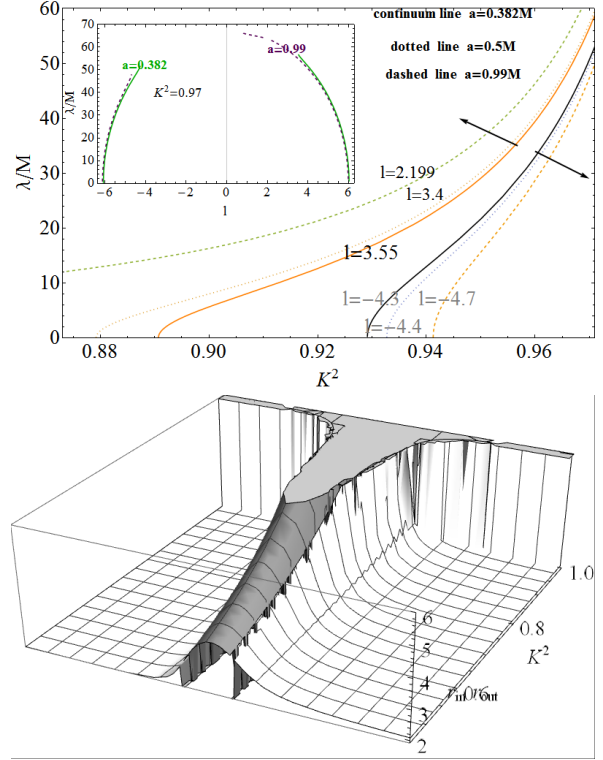 continuum line a=0.382M
dotted line a=0.5M
dashed line a=0.99M
λ/M
60
50
40
30
20
10
0
0.88
0.90
0.92
0.94
0.96
K²
l=2.199
l=3.4
l=3.55
l=−4.3
l=−4.7
l=−4.4
a=0.382
a=0.99
K²=0.97
λ/M
70
60
50
40
30
20
10
0
−6
−4
−2
0
2
4
6
l
1.0
0.8
K²
6
5
4
3
2